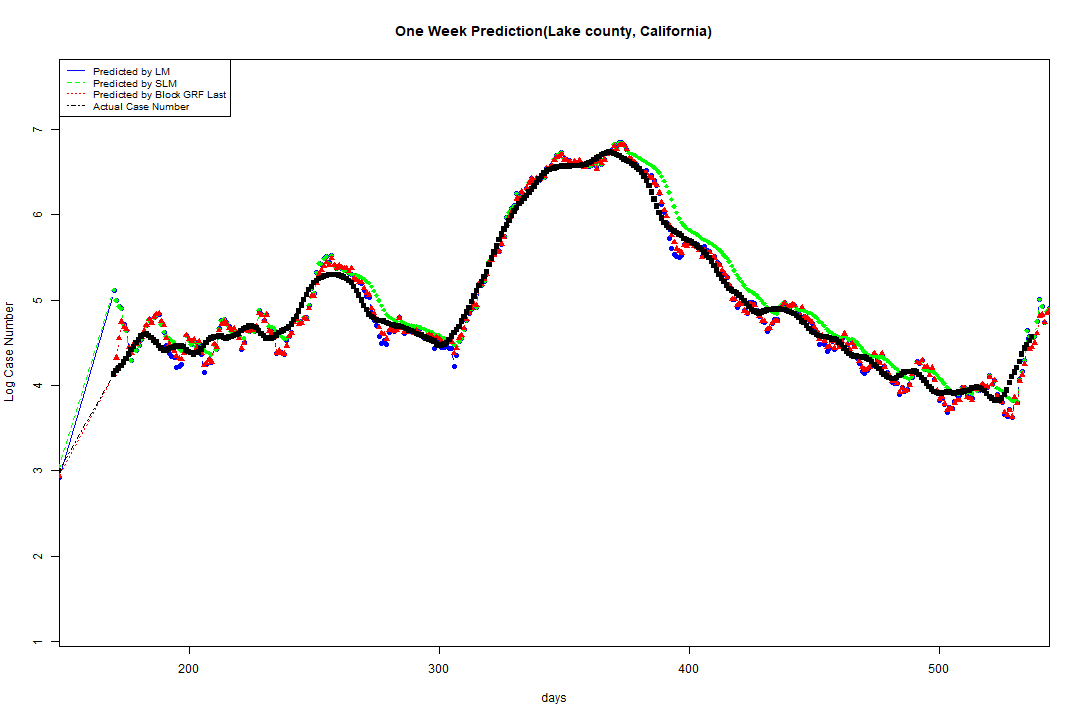 One Week Prediction(Lake county, California)
Predicted by LM
Predicted by SLM
Predicted by Block GRF Last
Actual Case Number
7
6
5
4
3
2
1
Log Case Number
200 300 400 500
days